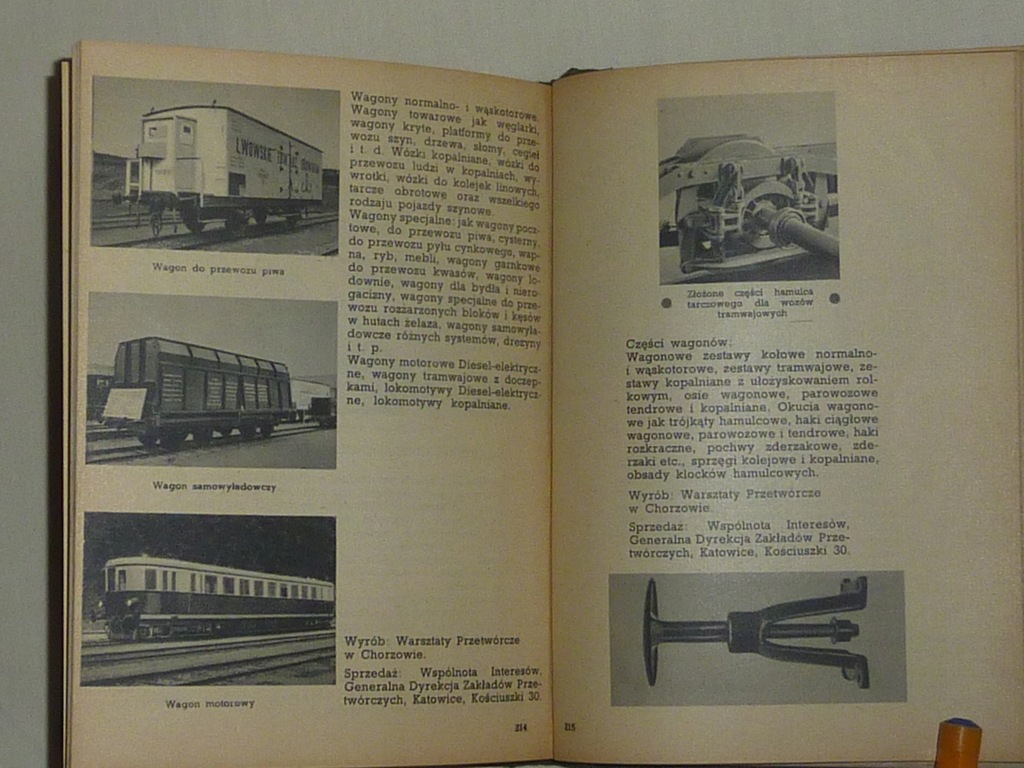 LWOWSKIE
Wagon do przewozu piwa
Wagon samowyładowczy
Wagon motorowy
Wagony normalno- i wąskotorowe.
Wagony towarowe jak węglarki,
wagony kryte, platformy do prze-
wozu szyn, drzewa, słomy, cegieł
i t. d. Wózki kopalniane, wózki do
przewozu ludzi w kopalniach, wy-
wrotki, wózki do kolejek linowych,
tarcze obrotowe oraz wszelkiego
rodzaju pojazdy szynowe.
Wagony specjalne: jak wagony pocz-
towe, do przewozu piwa, cysterny,
do przewozu pyłu cynkowego, wap-
na, ryb, mebli, wagony garnkowe
do przewozu kwasów, wagony lo-
downie, wagony dla bydła i niero-
gacizny, wagony specjalne do prze-
wozu rozżarzonych bloków i kęsów
w hutach żelaza, wagony samowyła-
dowcze różnych systemów, drezyny
i t. p.
Wagony motorowe Diesel-elektrycz-
ne, wagony tramwajowe z doczep-
kami, lokomotywy Diesel-elektrycz-
ne, lokomotywy kopalniane.
Wyrób: Warsztaty Przetwórcze
w Chorzowie.
Sprzedaż: Wspólnota Interesów,
Generalna Dyrekcja Zakładów Prze-
twórczych, Katowice, Kościuszki 30.
214
Złożone części hamulca
tarczowego dla wozów
tramwajowych
Części wagonów:
Wagonowe zestawy kołowe normalno-
i wąskotorowe, zestawy tramwajowe, ze-
stawy kopalniane z ułożyskowaniem rol-
kowym, osie wagonowe, parowozowe
tendrowe i kopalniane, Okucia wagono-
we jak trójkąty hamulcowe, haki ciągłowe
wagonowe, parowozowe i tendrowe, haki
rozkraczne, pochwy zderzakowe, zde-
rzaki etc., sprzęgi kolejowe i kopalniane,
obsady klocków hamulcowych.
Wyrób: Warsztaty Przetwórcze
w Chorzowie.
Sprzedaż: Wspólnota Interesów,
Generalna Dyrekcja Zakładów Prze-
twórczych, Katowice, Kościuszki 30.
215